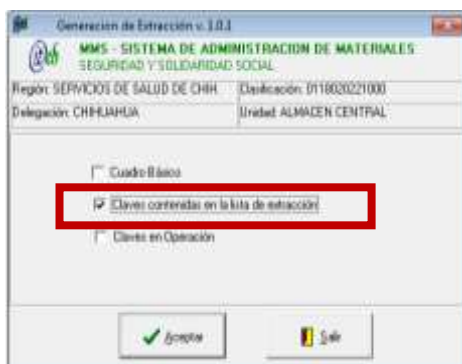 Generación de Extracción v. 1.0.1
MMS - SISTEMA DE ADMINISTRACION DE MATERIALES
SEGURIDAD Y SOLIDARIDAD SOCIAL
Región: SERVICIOS DE SALUD DE CHIH
Clasificación: 0118020221000
Delegación: CHIHUAHUA
Unidad: ALMACEN CENTRAL
Cuadro Básico
Claves contenidas en la lista de extracción
Claves en Operación
Aceptar
Salir